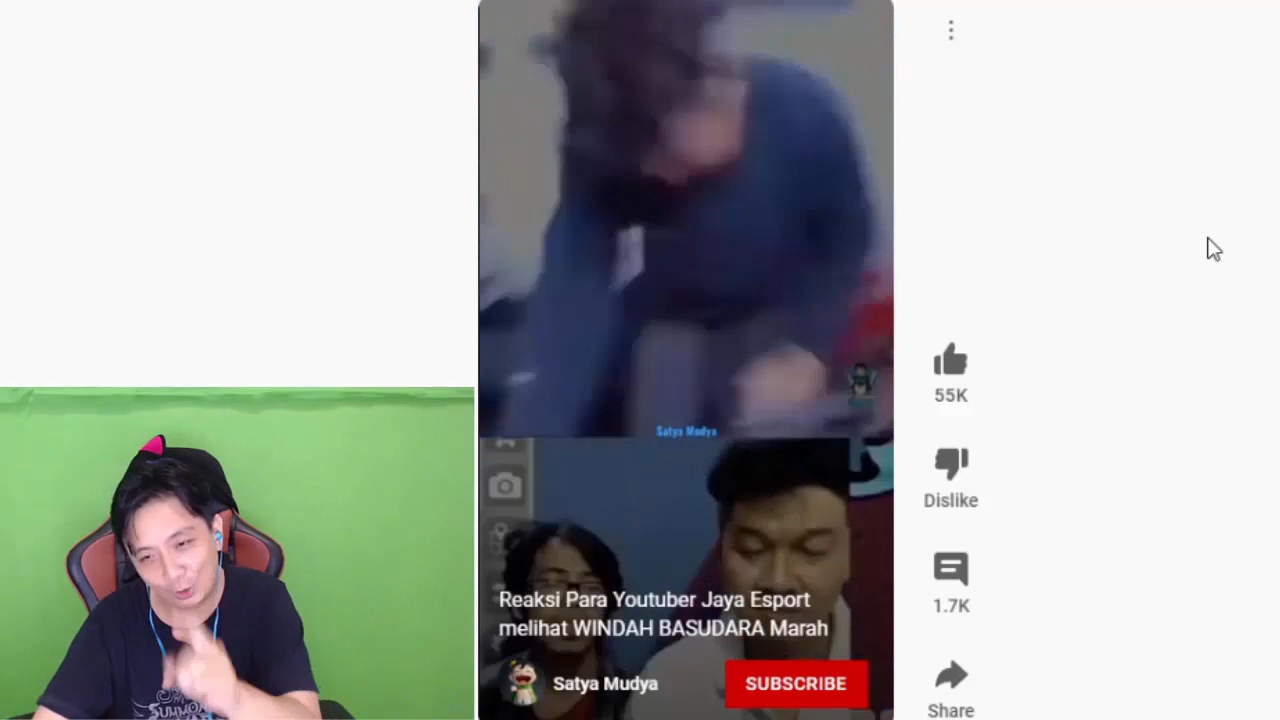 55K
Dislike
1.7K
Share
Satya Mudya
Reaksi Para Youtuber Jaya Esport
melihat WINDAH BASUDARA Marah
Satya Mudya
SUBSCRIBE